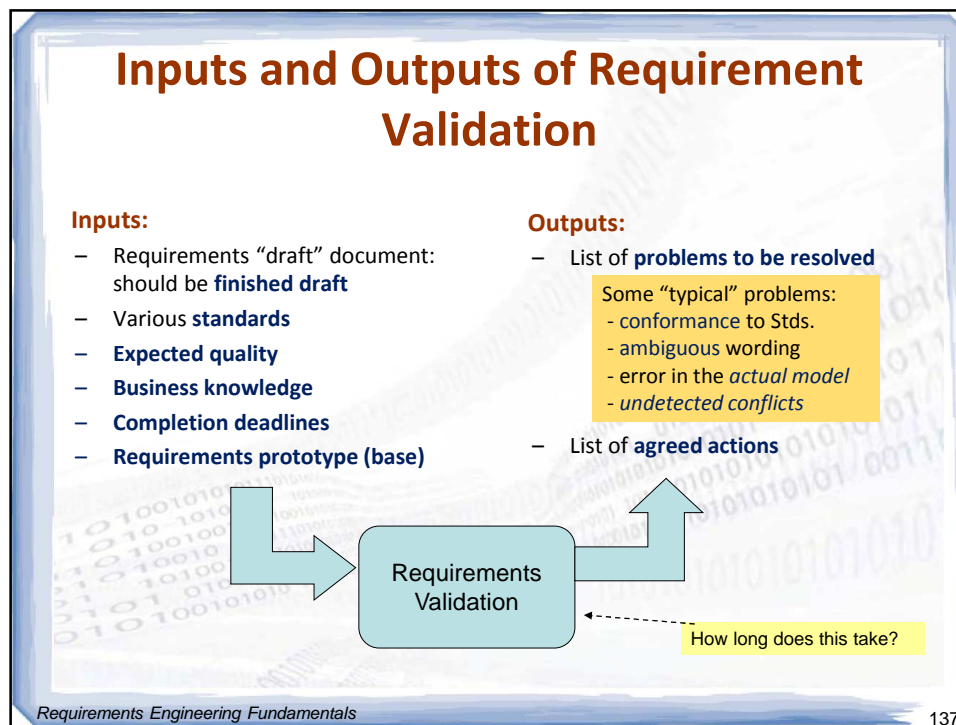 Inputs and Outputs of Requirement
Validation
Inputs:
– Requirements “draft” document:
should be finished draft
– Various standards
– Expected quality
– Business knowledge
– Completion deadlines
– Requirements prototype (base)
Outputs:
– List of problems to be resolved
Some “typical” problems:
- conformance to Stds.
- ambiguous wording
- error in the actual model
- undetected conflicts
– List of agreed actions
Requirements
Validation
How long does this take?
Requirements Engineering Fundamentals
137